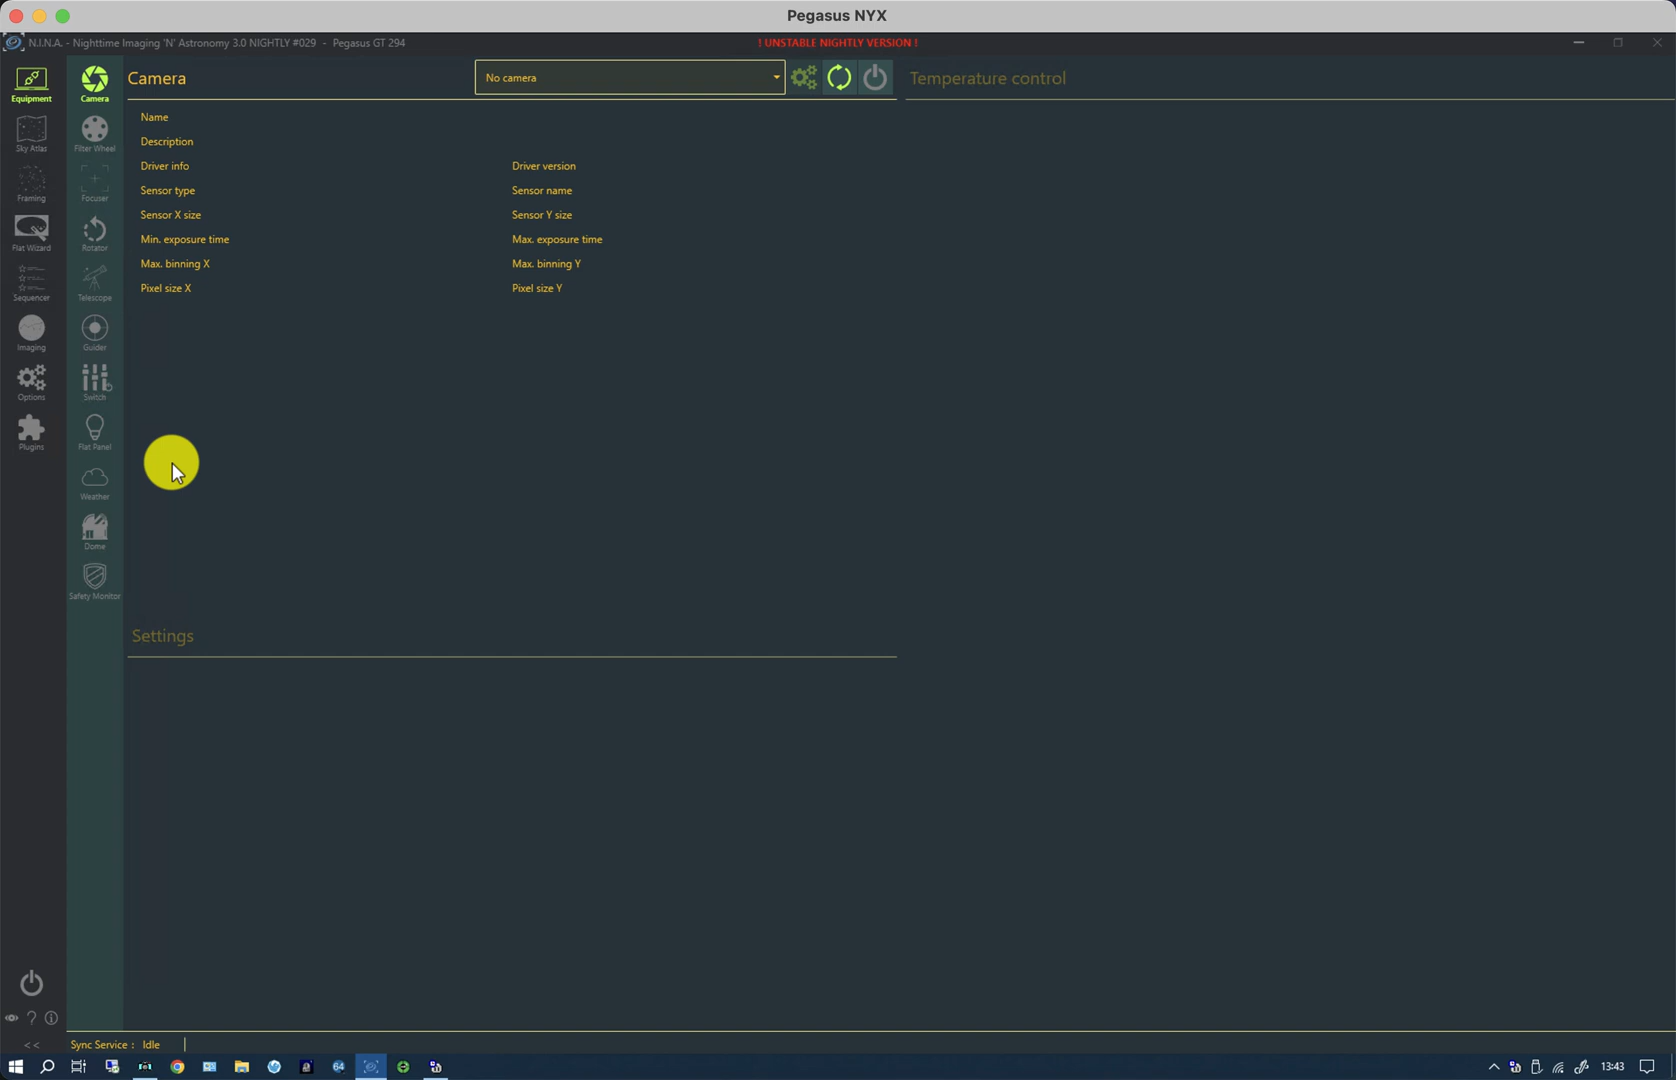 Pegasus NYX
N.I.N.A. - Nighttime Imaging 'N' Astronomy 3.0 NIGHTLY #029 - Pegasus GT 294
! UNSTABLE NIGHTLY VERSION !
Equipment
Sky Atlas
Framing
Flat Wizard
Sequencer
Imaging
Options
Plugins
<<
Camera
Filter Wheel
Focuser
Rotator
Telescope
Guider
Switch
Flat Panel
Weather
Dome
Safety Monitor
Camera
No camera
Temperature control
Name
Description
Driver info
Driver version
Sensor type
Sensor name
Sensor X size
Sensor Y size
Min. exposure time
Max. exposure time
Max. binning X
Max. binning Y
Pixel size X
Pixel size Y
Settings
Sync Service : Idle
64
13:43